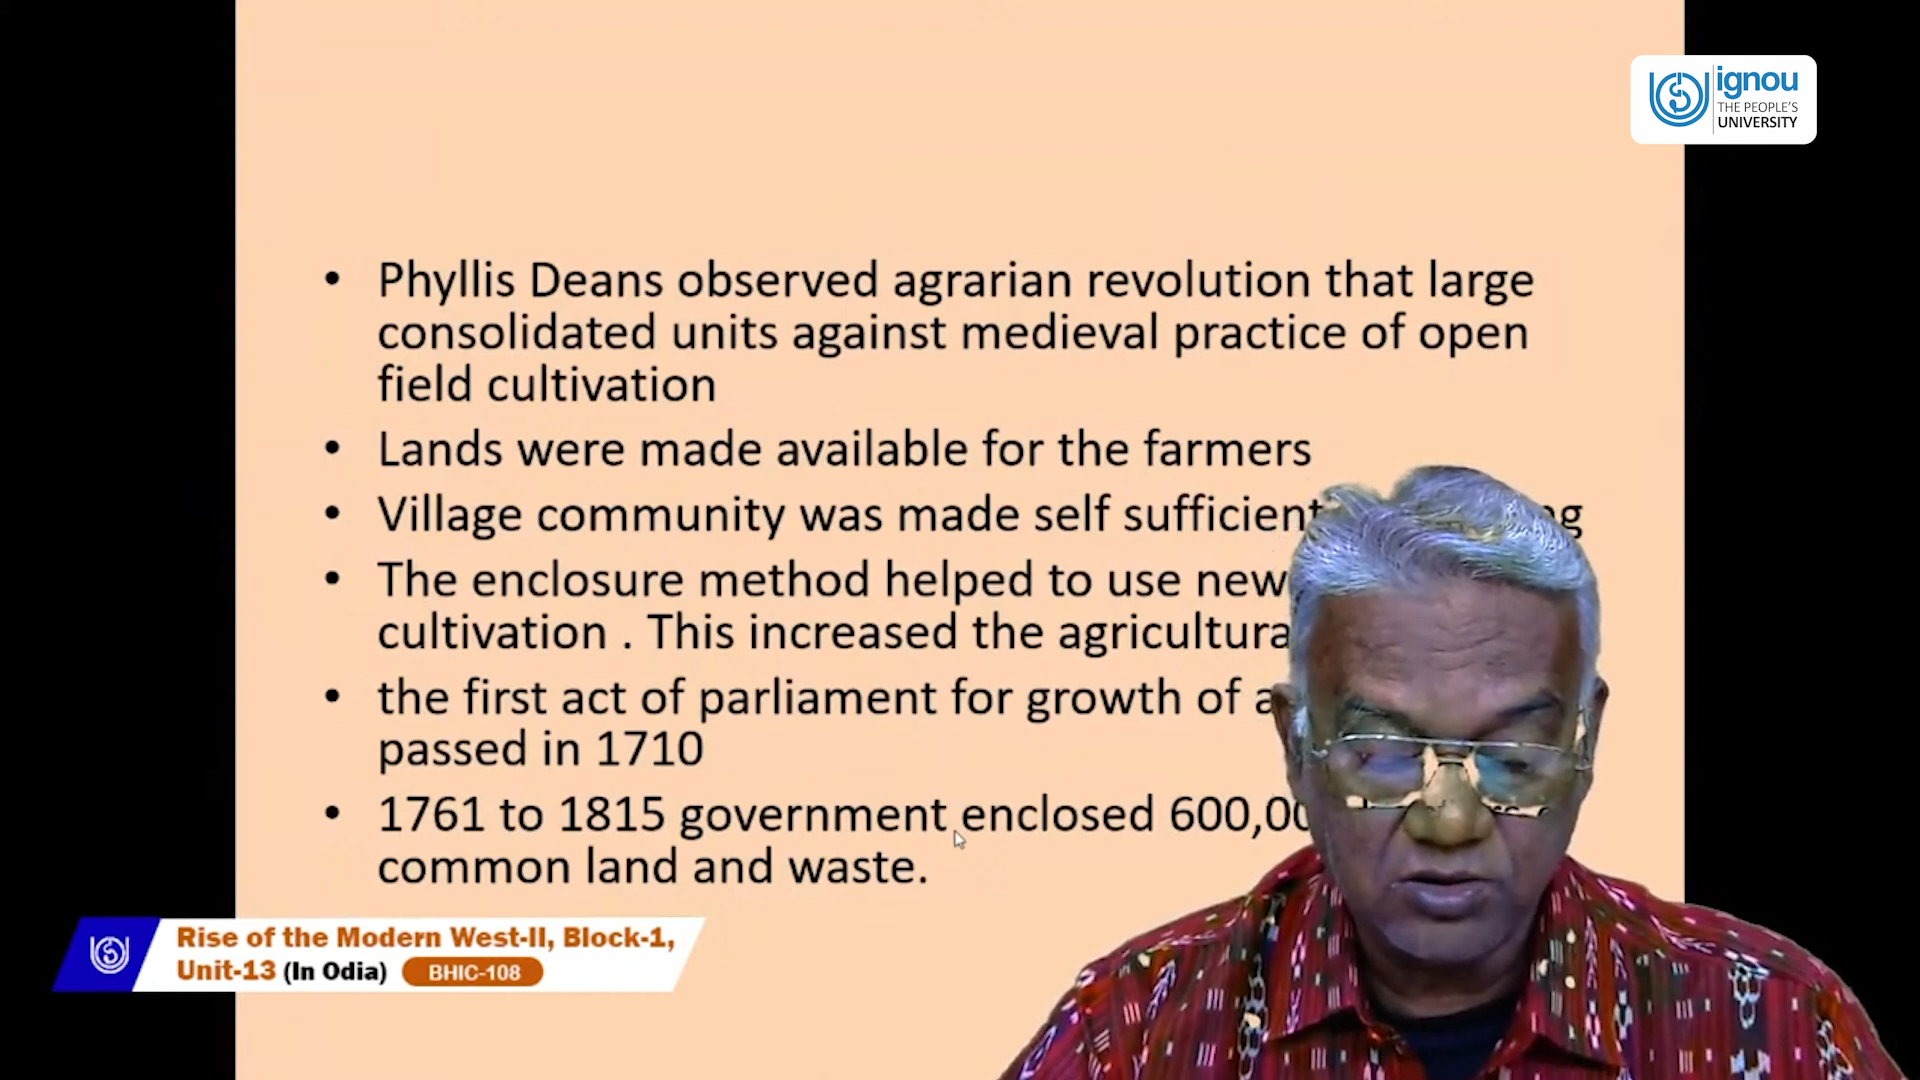 ignou
THE PEOPLE'S
UNIVERSITY
• Phyllis Deans observed agrarian revolution that large
consolidated units against medieval practice of open
field cultivation
• Lands were made available for the farmers
• Village community was made self sufficient
• The enclosure method helped to use new
cultivation . This increased the
• the first act of parliament for growth of
passed in 1710
• 1761 to 1815 government enclosed
common land and waste.
Rise of the Modern West-II, Block-1,
Unit-13 (In Odia) BHIC-108